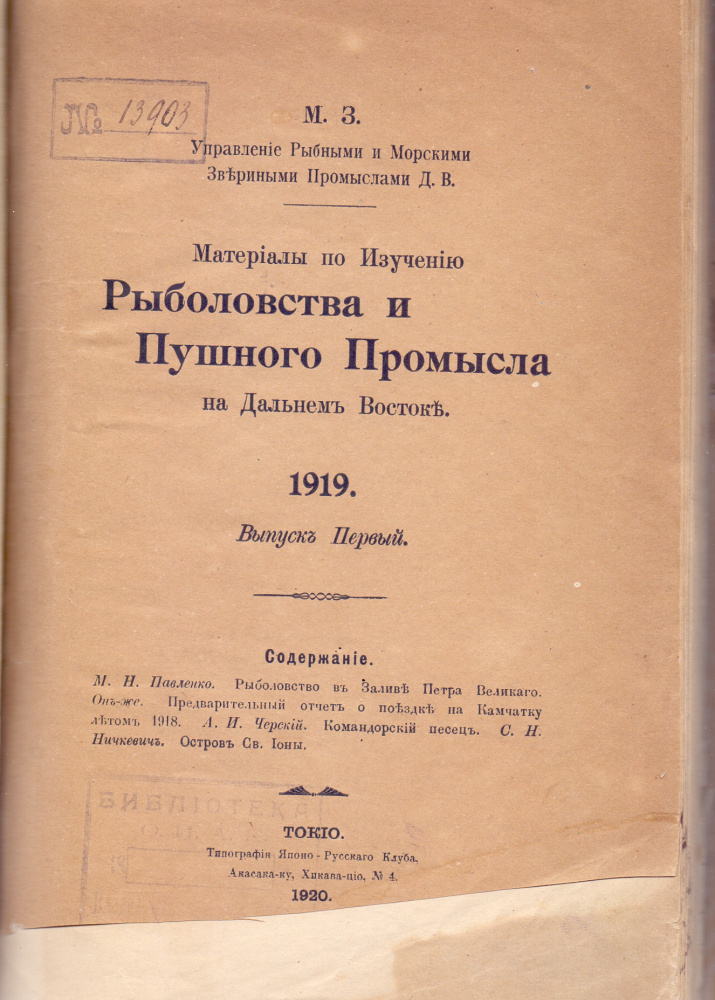 № 13903
М. З.
Управленіе Рыбными и Морскими
Звѣриными Промыслами Д. В.
Матеріалы по Изученію
Рыболовства и
Пушного Промысла
на Дальнемъ Востокѣ.
1919.
Выпускъ Первый.
Содержаніе.
М. Н. Павленко. Рыболовство въ Заливѣ Петра Великаго.
Онъ-же. Предварительный отчетъ о поѣздкѣ на Камчатку
лѣтомъ 1918. А. И. Черскій. Командорскій песецъ. С. Н.
Ничкевичъ. Островъ Св. Іоны.
БИБЛІОТЕКА
ТОКІО.
Типографія Японо-Русскаго Клуба.
Акасака-ку, Хикава-ціо, № 4.
1920.